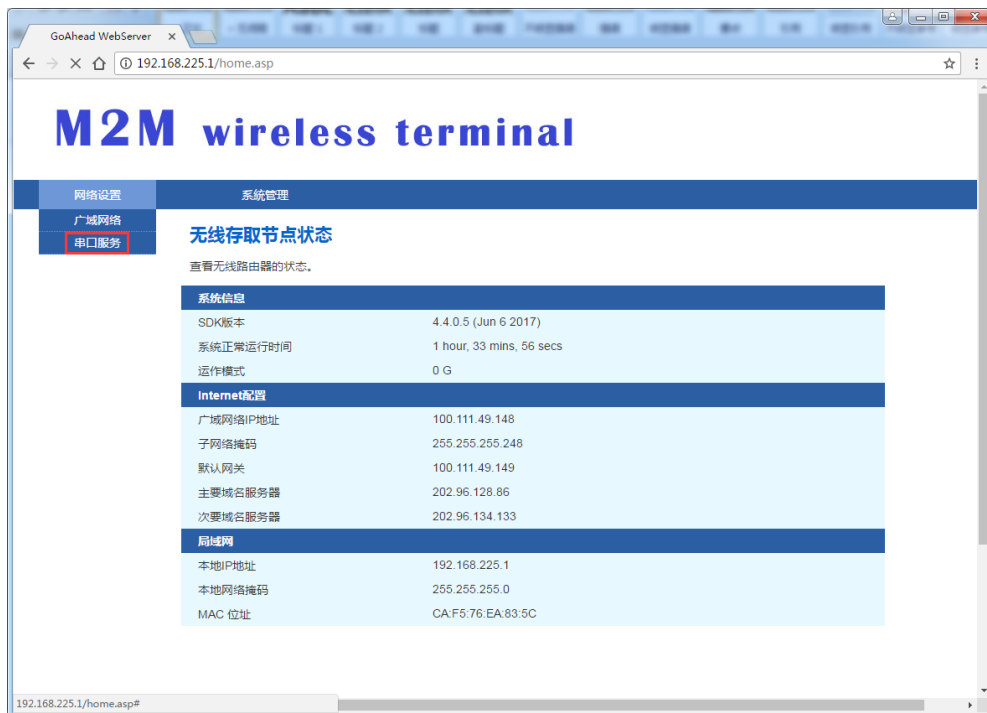 GoAhead WebServer
192.168.225.1/home.asp
M2M wireless terminal
网络设置 系统管理
广域网络
串口服务
无线存取节点状态
查看无线路由器的状态。
系统信息
SDK版本 4.4.0.5 (Jun 6 2017)
系统正常运行时间 1 hour, 33 mins, 56 secs
运作模式 0 G
Internet配置
广域网络IP地址 100.111.49.148
子网络掩码 255.255.255.248
默认网关 100.111.49.149
主要域名服务器 202.96.128.86
次要域名服务器 202.96.134.133
局域网
本地IP地址 192.168.225.1
本地网络掩码 255.255.255.0
MAC 位址 CA:F5:76:EA:83:5C
192.168.225.1/home.asp#